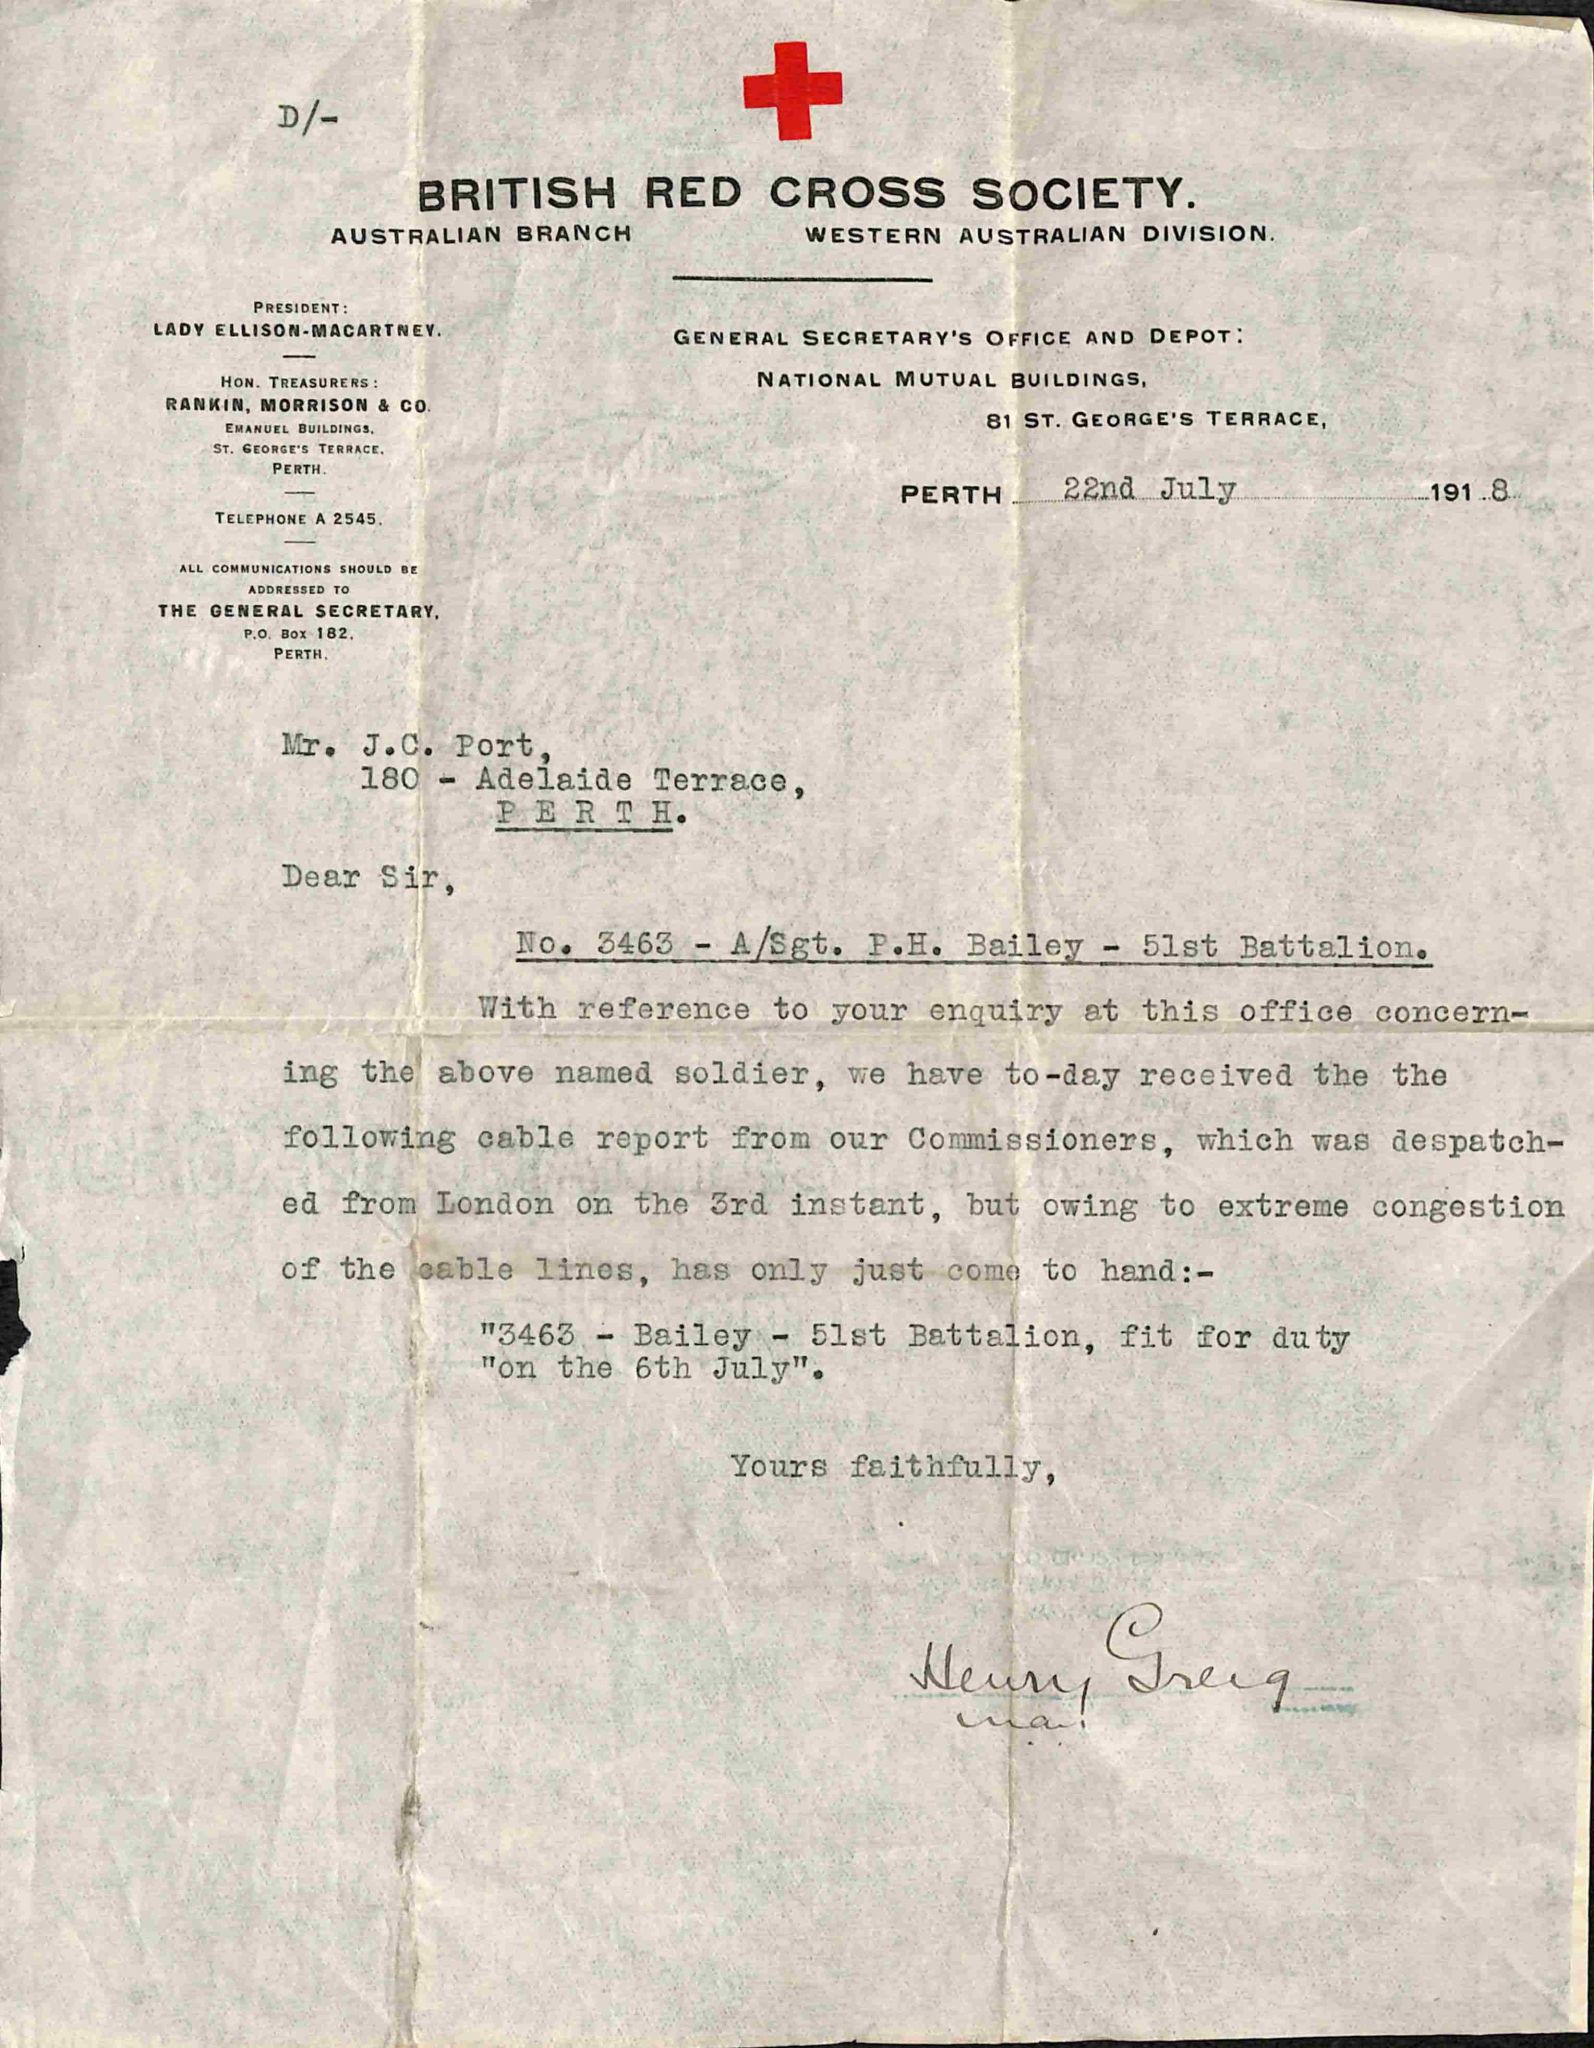 D/-
BRITISH RED CROSS SOCIETY.
AUSTRALIAN BRANCH WESTERN AUSTRALIAN DIVISION.
PRESIDENT:
LADY ELLISON-MACARTNEY.
HON. TREASURERS:
RANKIN, MORRISON & CO.
EMANUEL BUILDINGS,
ST. GEORGE'S TERRACE,
PERTH.
TELEPHONE A 2545.
ALL COMMUNICATIONS SHOULD BE
ADDRESSED TO
THE GENERAL SECRETARY,
P.O. BOX 182,
PERTH.
GENERAL SECRETARY'S OFFICE AND DEPOT:
NATIONAL MUTUAL BUILDINGS,
81 ST. GEORGE'S TERRACE,
PERTH 22nd July 1918
Mr. J.C. Port,
180 - Adelaide Terrace,
P E R T H.
Dear Sir,
No. 3463 - A/Sgt. P.H. Bailey - 51st Battalion.
With reference to your enquiry at this office concern-
ing the above named soldier, we have to-day received the the
following cable report from our Commissioners, which was despatch-
ed from London on the 3rd instant, but owing to extreme congestion
of the cable lines, has only just come to hand:-
"3463 - Bailey - 51st Battalion, fit for duty
"on the 6th July".
Yours faithfully,
Henry Greig